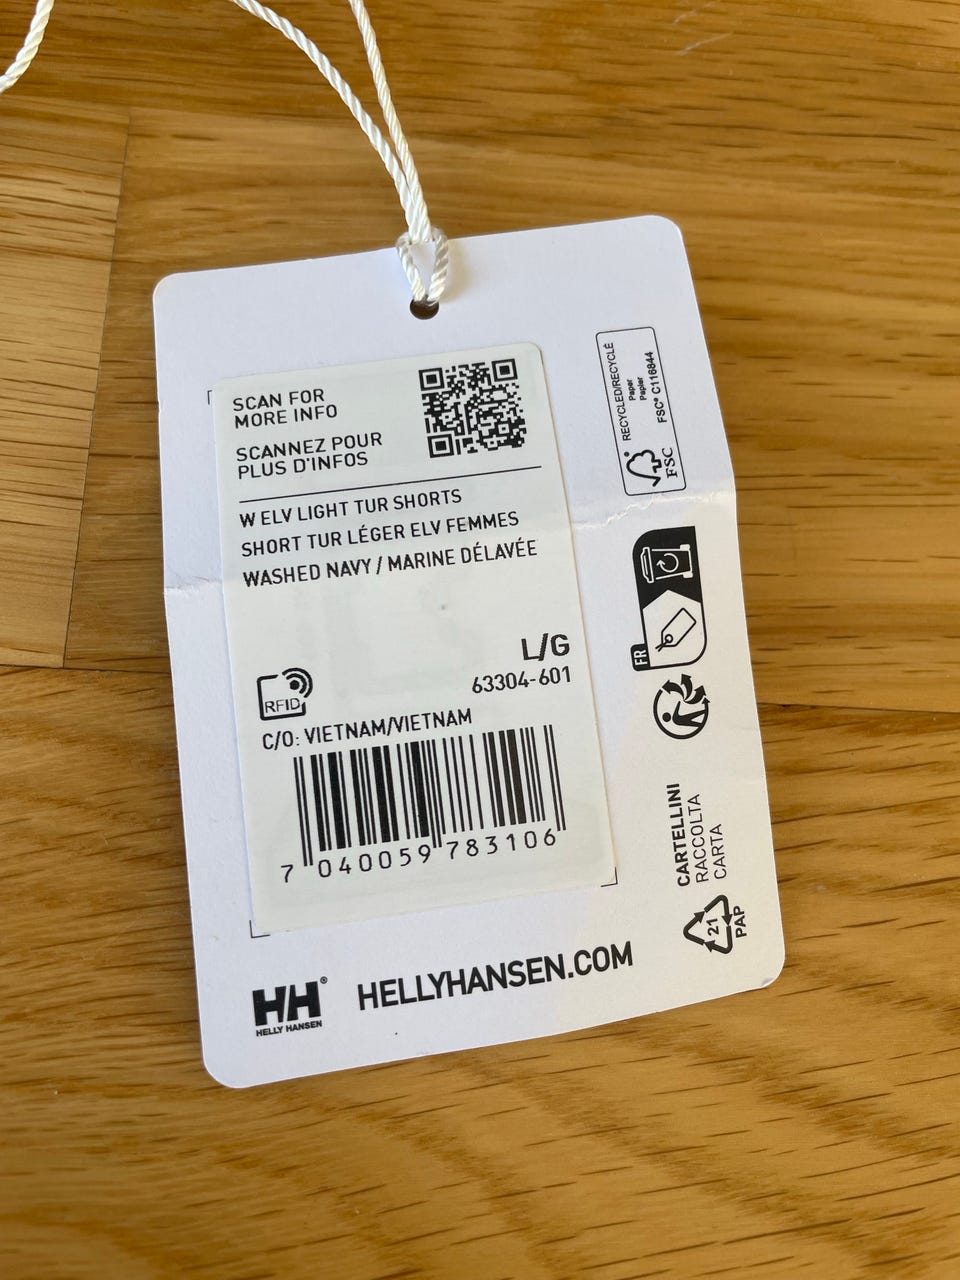 SCAN FOR
MORE INFO
SCANNEZ POUR
PLUS D'INFOS
W ELV LIGHT TUR SHORTS
SHORT TUR LÉGER ELV FEMMES
WASHED NAVY / MARINE DÉLAVÉE
L/G
63304-601
RFID
C/O: VIETNAM/VIETNAM
7 040059 783106
HH®
HELLY HANSEN
HELLYHANSEN.COM
RECYCLED/RECYCLÉ
Paper
Papier
FSC® C116844
FSC
FR
CARTELLINI
RACCOLTA
CARTA
21
PAP